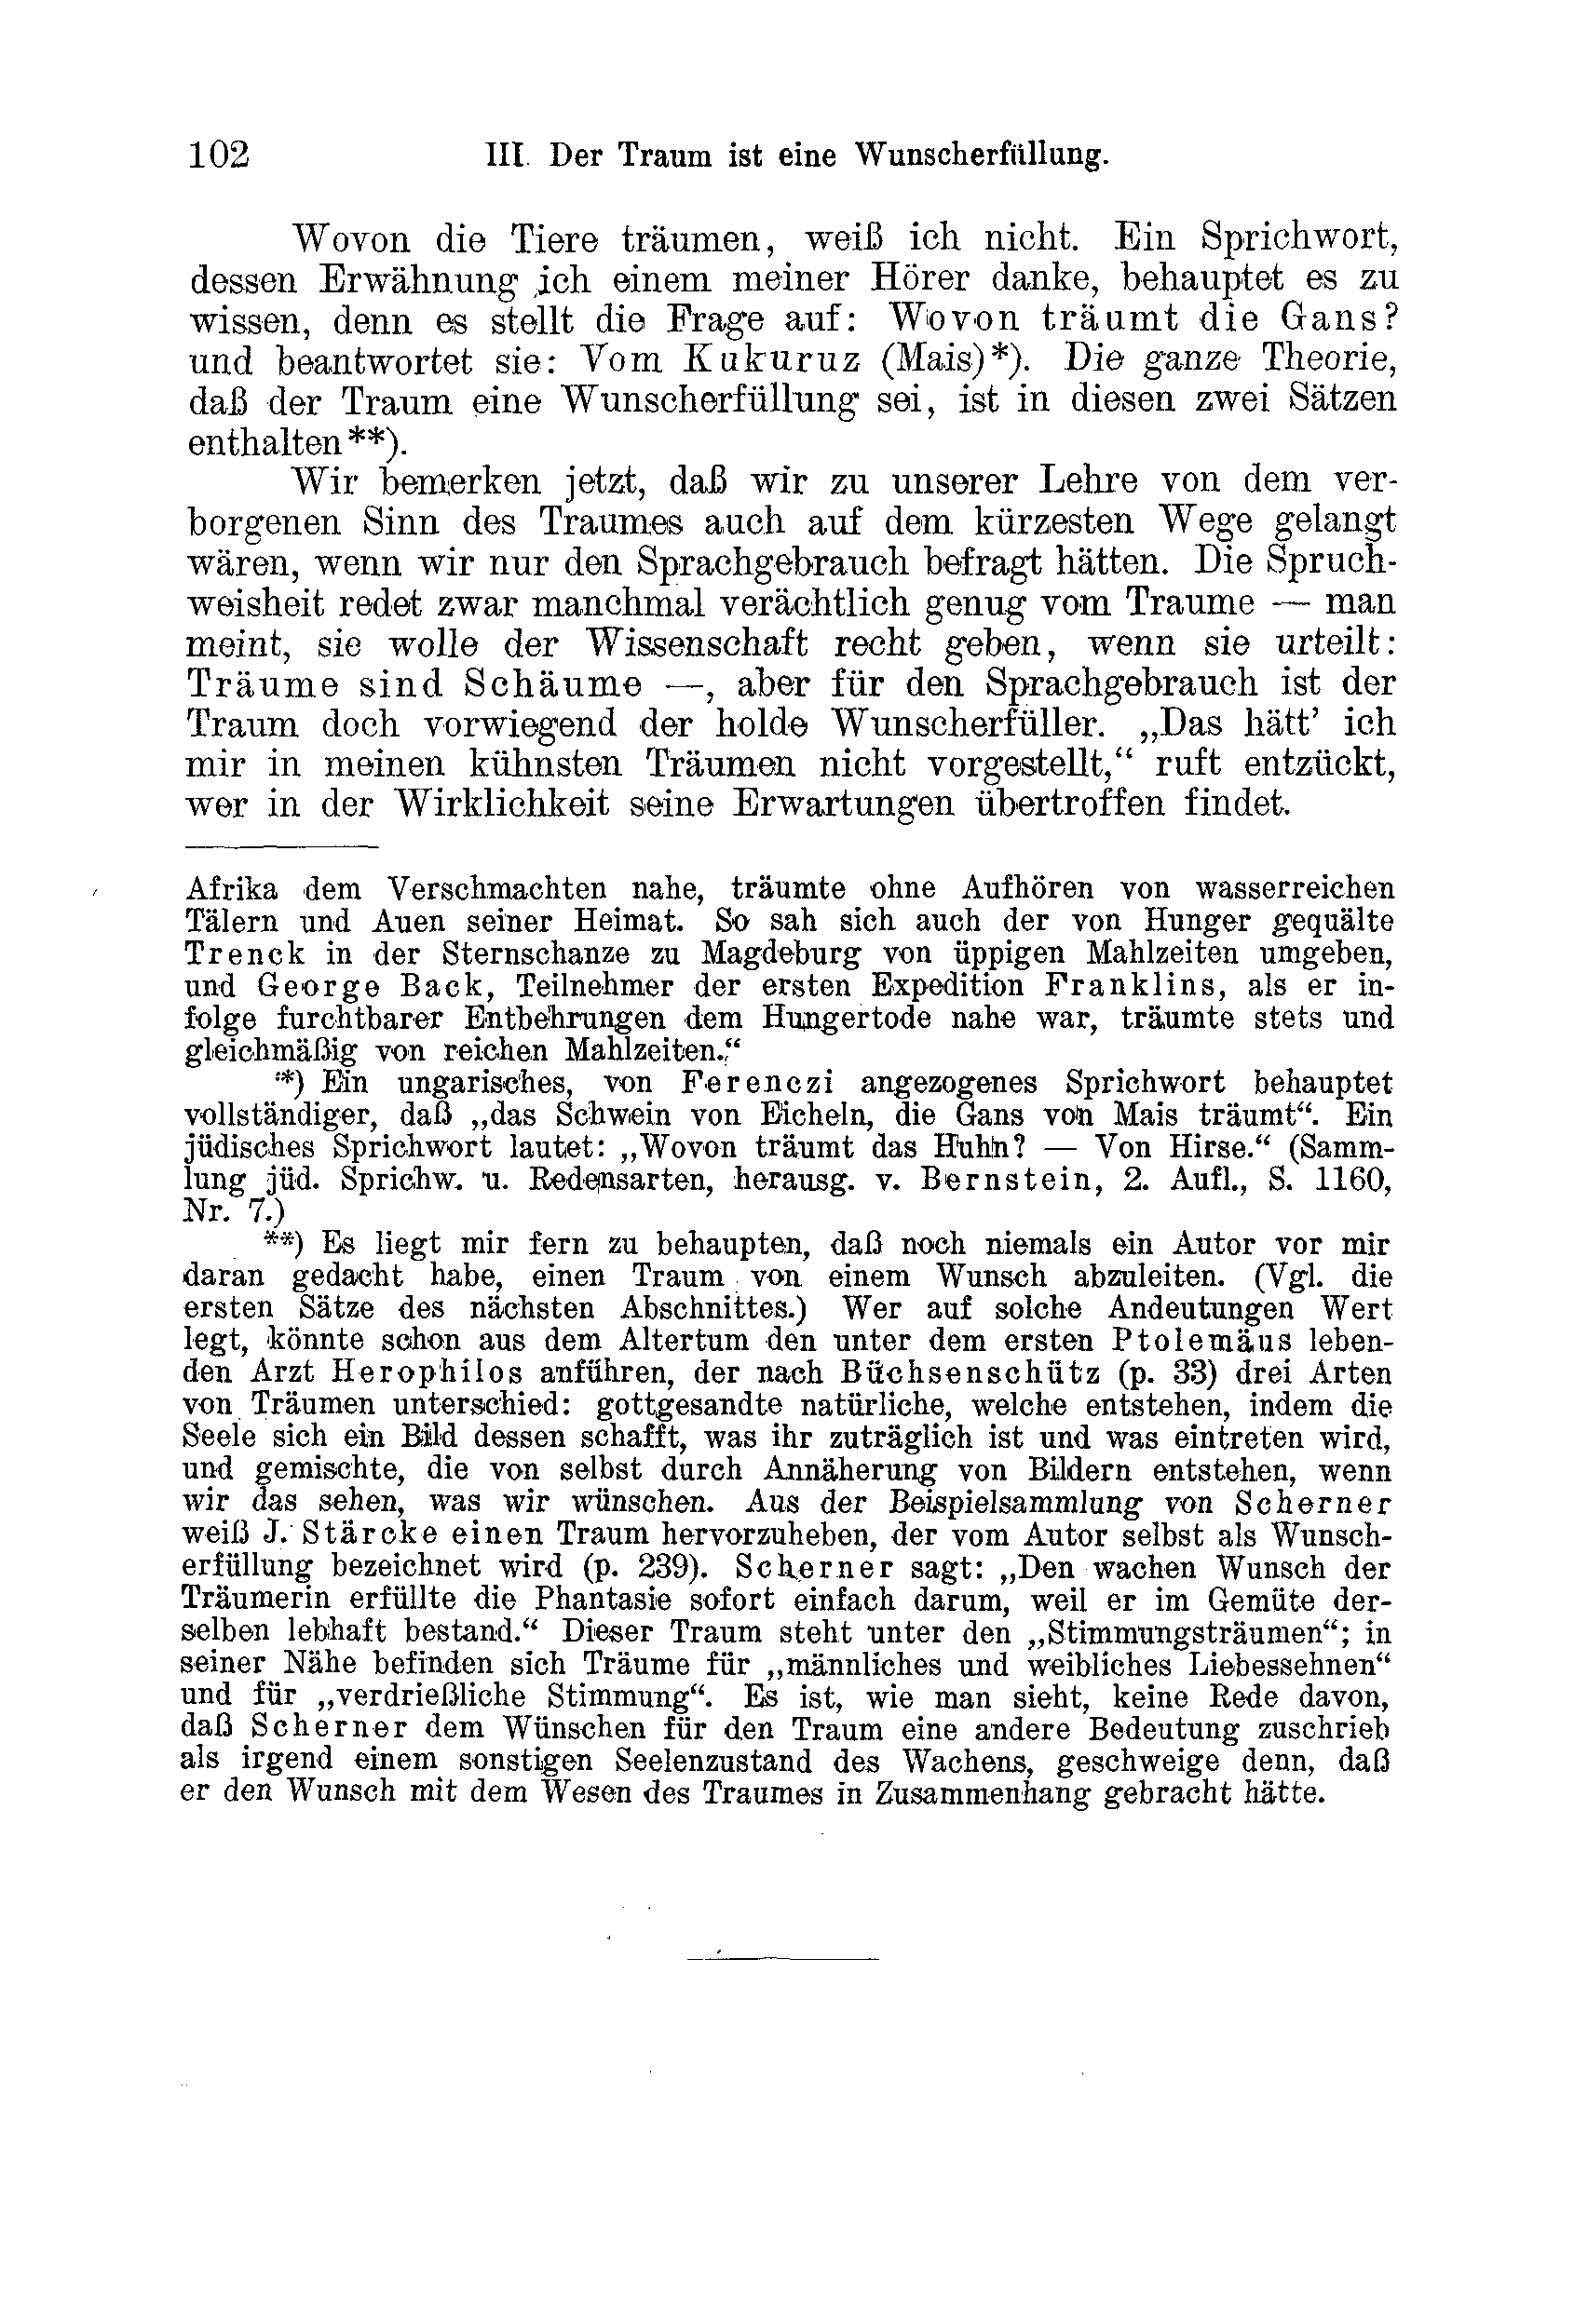 102 III. Der Traum ist eine Wunscherfüllung.
Wovon die Tiere träumen, weiß ich nicht. Ein Sprichwort,
dessen Erwähnung ich einem meiner Hörer danke, behauptet es zu
wissen, denn es stellt die Frage auf: Wovon träumt die Gans?
und beantwortet sie: Vom Kukuruz (Mais)*). Die ganze Theorie,
daß der Traum eine Wunscherfüllung sei, ist in diesen zwei Sätzen
enthalten**).
Wir bemerken jetzt, daß wir zu unserer Lehre von dem ver-
borgenen Sinn des Traumes auch auf dem kürzesten Wege gelangt
wären, wenn wir nur den Sprachgebrauch befragt hätten. Die Spruch-
weisheit redet zwar manchmal verächtlich genug vom Traume — man
meint, sie wolle der Wissenschaft recht geben, wenn sie urteilt:
Träume sind Schäume —, aber für den Sprachgebrauch ist der
Traum doch vorwiegend der holde Wunscherfüller. „Das hätt’ ich
mir in meinen kühnsten Träumen nicht vorgestellt,“ ruft entzückt,
wer in der Wirklichkeit seine Erwartungen übertroffen findet.
Afrika dem Verschmachten nahe, träumte ohne Aufhören von wasserreichen
Tälern und Auen seiner Heimat. So sah sich auch der von Hunger gequälte
Trenck in der Sternschanze zu Magdeburg von üppigen Mahlzeiten umgeben,
und George Back, Teilnehmer der ersten Expedition Franklins, als er in-
folge furchtbarer Entbehrungen dem Hungertode nahe war, träumte stets und
gleichmäßig von reichen Mahlzeiten.“
*) Ein ungarisches, von Ferenczi angezogenes Sprichwort behauptet
vollständiger, daß „das Schwein von Eicheln, die Gans von Mais träumt“. Ein
jüdisches Sprichwort lautet: „Wovon träumt das Huhn? — Von Hirse.“ (Samm-
lung jüd. Sprichw. u. Redensarten, herausg. v. Bernstein, 2. Aufl., S. 1160,
Nr. 7.)
**) Es liegt mir fern zu behaupten, daß noch niemals ein Autor vor mir
daran gedacht habe, einen Traum von einem Wunsch abzuleiten. (Vgl. die
ersten Sätze des nächsten Abschnittes.) Wer auf solche Andeutungen Wert
legt, könnte schon aus dem Altertum den unter dem ersten Ptolemäus leben-
den Arzt Herophilos anführen, der nach Büchsenschütz (p. 33) drei Arten
von Träumen unterschied: gottgesandte natürliche, welche entstehen, indem die
Seele sich ein Bild dessen schafft, was ihr zuträglich ist und was eintreten wird,
und gemischte, die von selbst durch Annäherung von Bildern entstehen, wenn
wir das sehen, was wir wünschen. Aus der Beispielsammlung von Scherner
weiß J. Stärcke einen Traum hervorzuheben, der vom Autor selbst als Wunsch-
erfüllung bezeichnet wird (p. 239). Scherner sagt: „Den wachen Wunsch der
Träumerin erfüllte die Phantasie sofort einfach darum, weil er im Gemüte der-
selben lebhaft bestand.“ Dieser Traum steht unter den „Stimmungsträumen“; in
seiner Nähe befinden sich Träume für „männliches und weibliches Liebessehnen“
und für „verdrießliche Stimmung“. Es ist, wie man sieht, keine Rede davon,
daß Scherner dem Wünschen für den Traum eine andere Bedeutung zuschrieb
als irgend einem sonstigen Seelenzustand des Wachens, geschweige denn, daß
er den Wunsch mit dem Wesen des Traumes in Zusammenhang gebracht hätte.